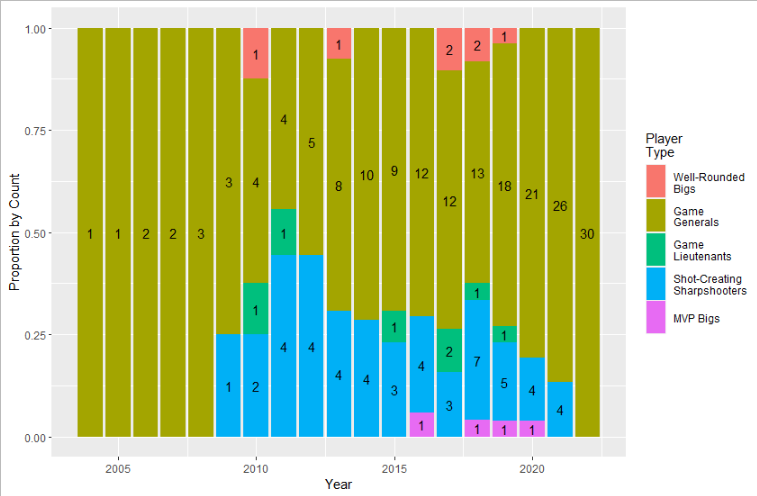 1.00
0.75
0.50
0.25
0.00
Proportion by Count
1 1 2 2 3
3 1
1 4 1 2
4 1 4
5 4
1 8 4
10 4
9 1 3
12 4 1
2 12 2 3
2 13 1 7 1
1 18 1 5 1
21 4 1
26 4
30
2005 2010 2015 2020
Year
Player
Type
Well-Rounded
Bigs
Game
Generals
Game
Lieutenants
Shot-Creating
Sharpshooters
MVP Bigs